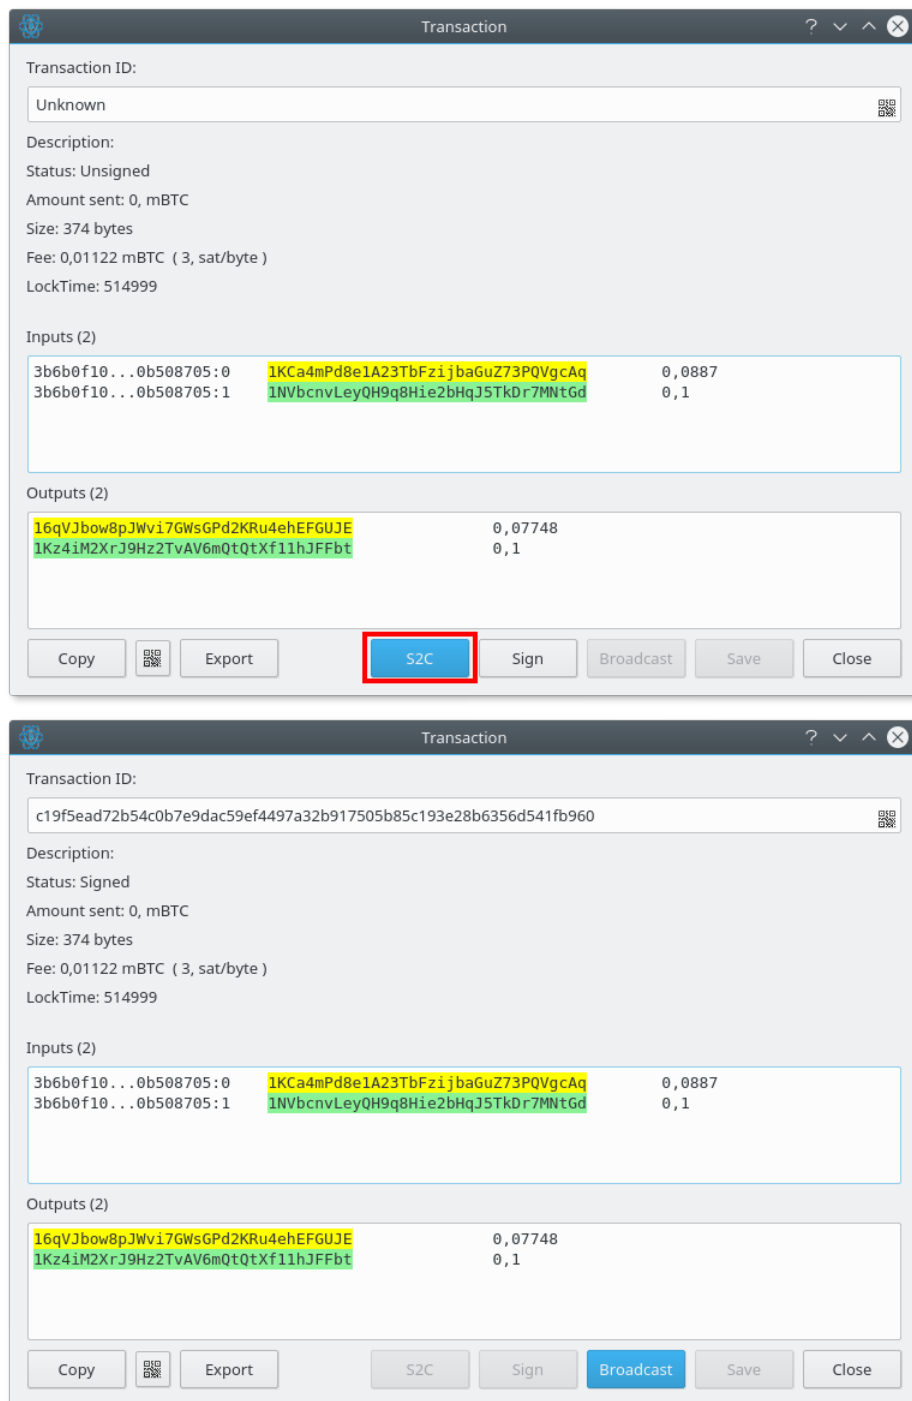 Transaction
Transaction ID:
Unknown
Description:
Status: Unsigned
Amount sent: 0, mBTC
Size: 374 bytes
Fee: 0,01122 mBTC ( 3, sat/byte )
LockTime: 514999
Inputs (2)
3b6b0f10...0b508705:0 1KCa4mPd8e1A23TbFzijbaGuZ73PQVgcAq 0,0887
3b6b0f10...0b508705:1 1NVbcnvLeyQH9q8Hie2bHqJ5TkDr7MNtGd 0,1
Outputs (2)
16qVJbow8pJWvi7GWsGPd2KRu4ehEFGUJE 0,07748
1Kz4iM2XrJ9Hz2TvAV6mQtQtXf11hJFFbt 0,1
Copy Export S2C Sign Broadcast Save Close
Transaction
Transaction ID:
c19f5ead72b54c0b7e9dac59ef4497a32b917505b85c193e28b6356d541fb960
Description:
Status: Signed
Amount sent: 0, mBTC
Size: 374 bytes
Fee: 0,01122 mBTC ( 3, sat/byte )
LockTime: 514999
Inputs (2)
3b6b0f10...0b508705:0 1KCa4mPd8e1A23TbFzijbaGuZ73PQVgcAq 0,0887
3b6b0f10...0b508705:1 1NVbcnvLeyQH9q8Hie2bHqJ5TkDr7MNtGd 0,1
Outputs (2)
16qVJbow8pJWvi7GWsGPd2KRu4ehEFGUJE 0,07748
1Kz4iM2XrJ9Hz2TvAV6mQtQtXf11hJFFbt 0,1
Copy Export S2C Sign Broadcast Save Close